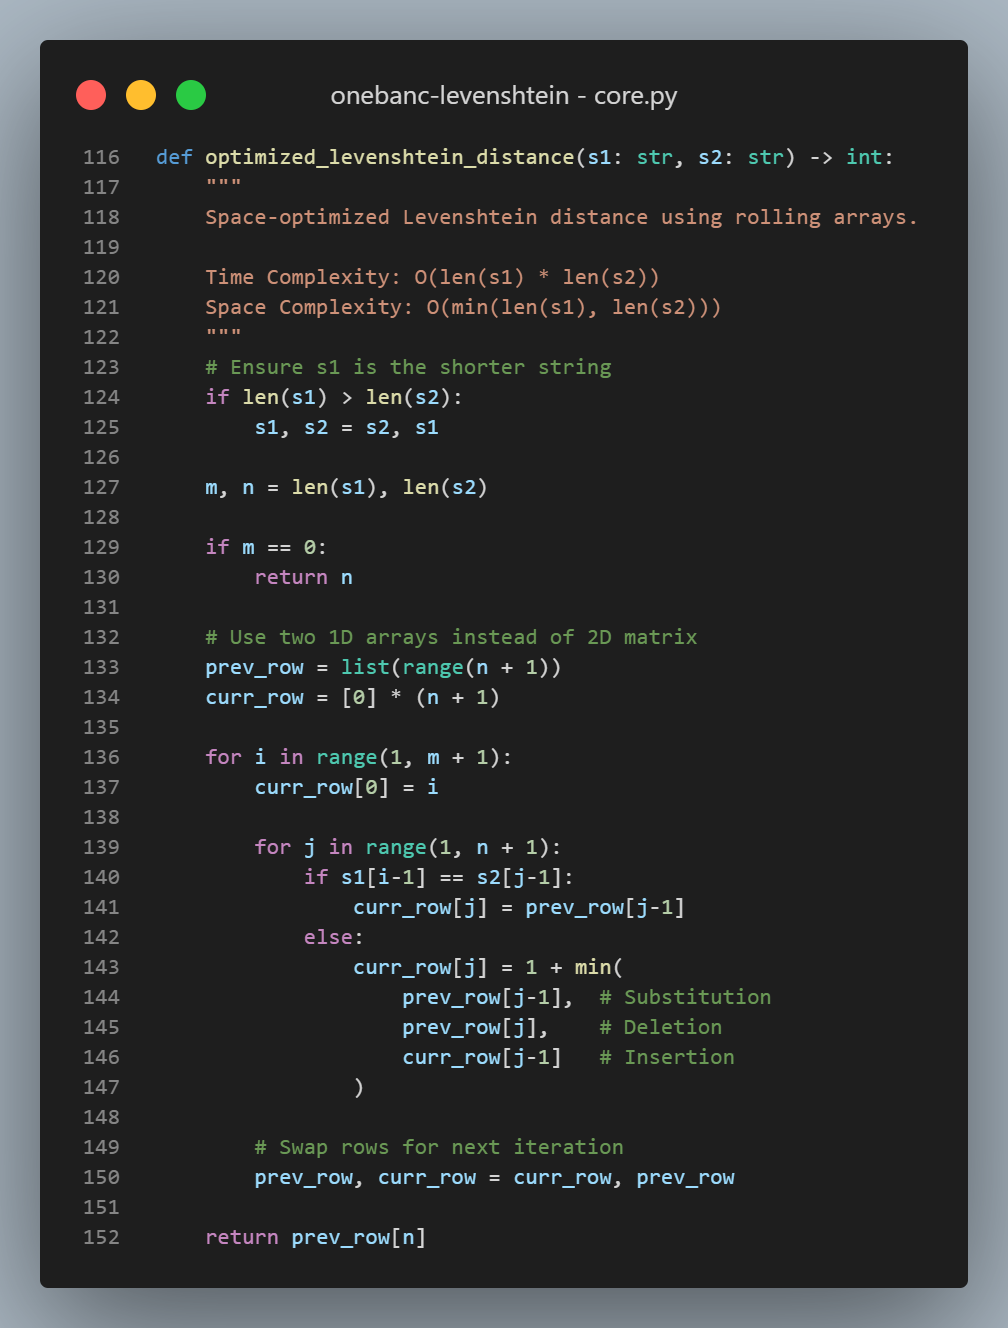 onebanc-levenshtein - core.py
116 def optimized_levenshtein_distance(s1: str, s2: str) -> int:
117     """
118     Space-optimized Levenshtein distance using rolling arrays.
119
120     Time Complexity: O(len(s1) * len(s2))
121     Space Complexity: O(min(len(s1), len(s2)))
122     """
123     # Ensure s1 is the shorter string
124     if len(s1) > len(s2):
125         s1, s2 = s2, s1
126
127     m, n = len(s1), len(s2)
128
129     if m == 0:
130         return n
131
132     # Use two 1D arrays instead of 2D matrix
133     prev_row = list(range(n + 1))
134     curr_row = [0] * (n + 1)
135
136     for i in range(1, m + 1):
137         curr_row[0] = i
138
139         for j in range(1, n + 1):
140             if s1[i-1] == s2[j-1]:
141                 curr_row[j] = prev_row[j-1]
142             else:
143                 curr_row[j] = 1 + min(
144                     prev_row[j-1],  # Substitution
145                     prev_row[j],    # Deletion
146                     curr_row[j-1]   # Insertion
147                 )
148
149         # Swap rows for next iteration
150         prev_row, curr_row = curr_row, prev_row
151
152     return prev_row[n]